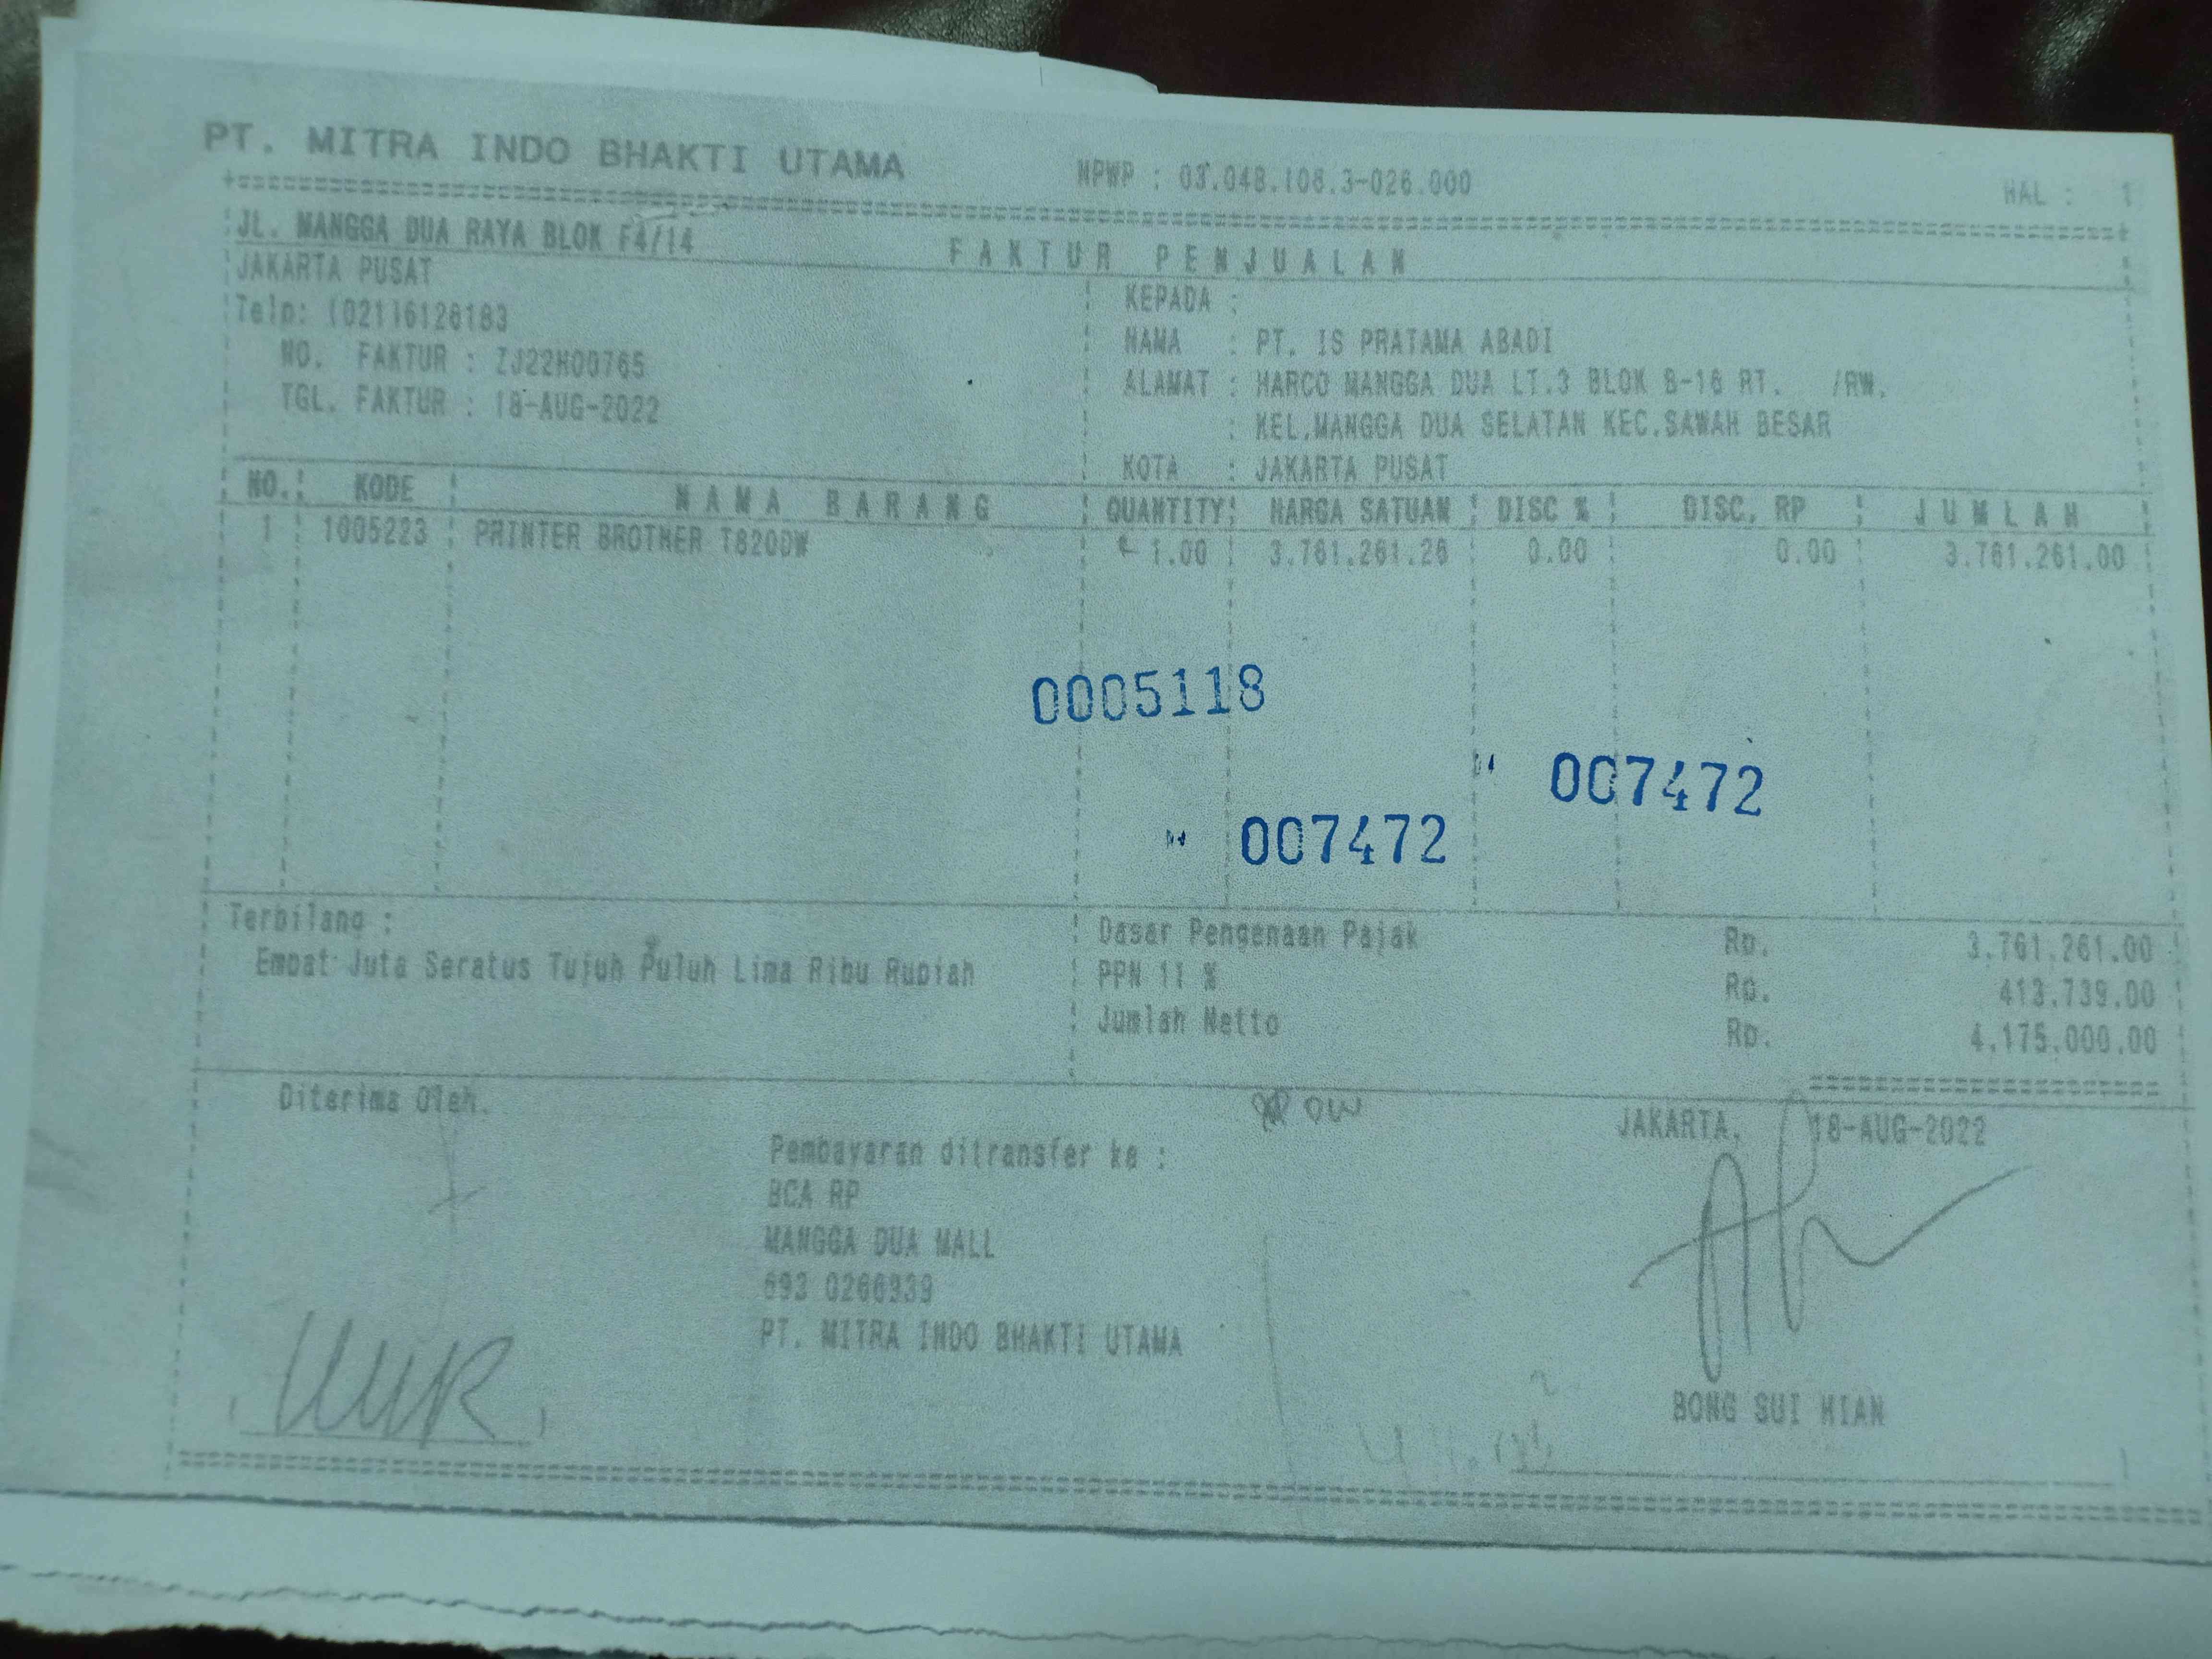 PT. MITRA INDO BHAKTI UTAMA
NPWP : 03.048.106.3-026.000
HAL : 1
JL. MANGGA DUA RAYA BLOK F4/14
FAKTUR PENJUALAN
JAKARTA PUSAT
Telp: (021)6128183
NO. FAKTUR : ZJ22H00765
TGL. FAKTUR : 18-AUG-2022
KEPADA :
NAMA : PT. IS PRATAMA ABADI
ALAMAT : HARCO MANGGA DUA LT.3 BLOK B-16 RT. /RW.
: KEL.MANGGA DUA SELATAN KEC.SAWAH BESAR
KOTA : JAKARTA PUSAT
NO. KODE NAMA BARANG QUANTITY HARGA SATUAN DISC % DISC, RP JUMLAH
1 1005223 PRINTER BROTHER T820DW 1.00 3.761.261.26 0.00 0.00 3.761.261.00
0005118
007472
007472
Terbilang :
Empat Juta Seratus Tujuh Puluh Lima Ribu Rupiah
Dasar Pengenaan Pajak Rp. 3.761.261.00
PPN 11 % Rp. 413.739.00
Jumlah Netto Rp. 4.175.000.00
Diterima Oleh.
JAKARTA, 18-AUG-2022
Pembayaran ditransfer ke :
BCA RP
MANGGA DUA MALL
693 0266939
PT. MITRA INDO BHAKTI UTAMA
BONG SUI HIAN